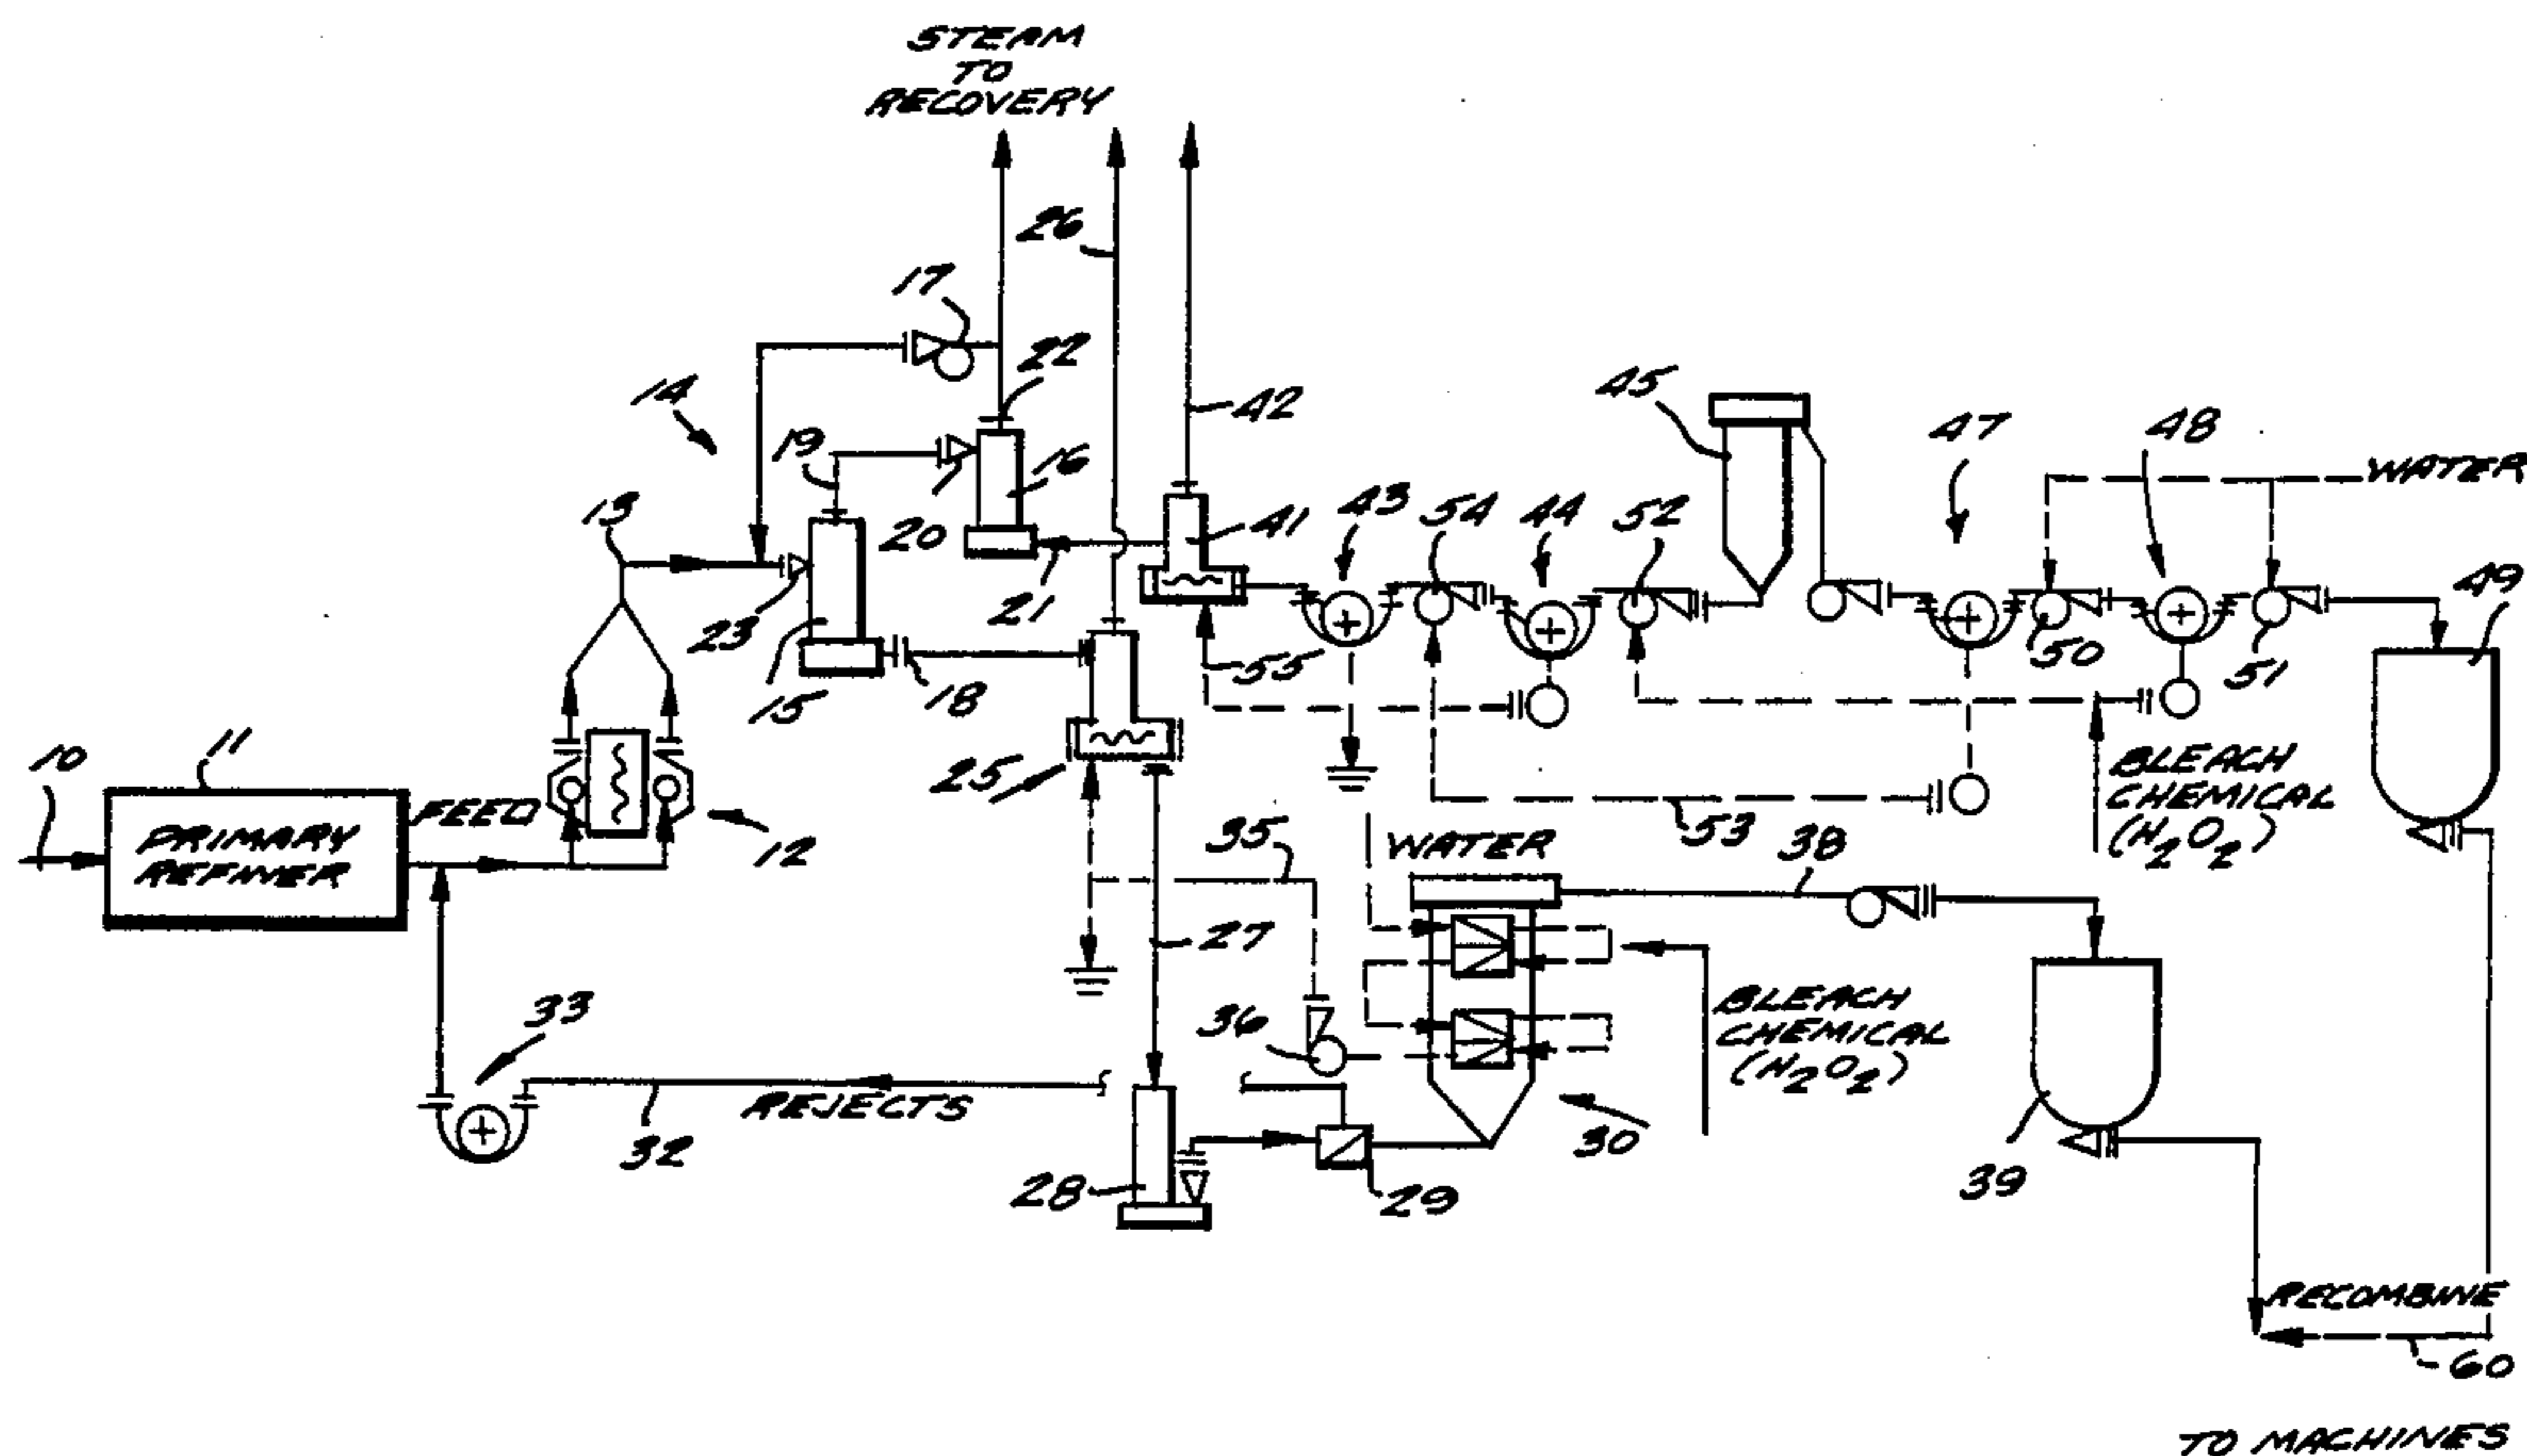 STEAM
TO
RECOVERY
26
17
22
14
42
45
47
48
19
16
WATER
13
20
41
43
54
44
52
49
23
21
15
18
55
50
51
10
11
FEED
12
25
BLEACH
CHEMICAL
(H2O2)
PRIMARY
REFINER
35
WATER
38
53
27
33
36
BLEACH
CHEMICAL
(H2O2)
REJECTS
32
28
29
30
39
RECOMBINE
60
TO MACHINES